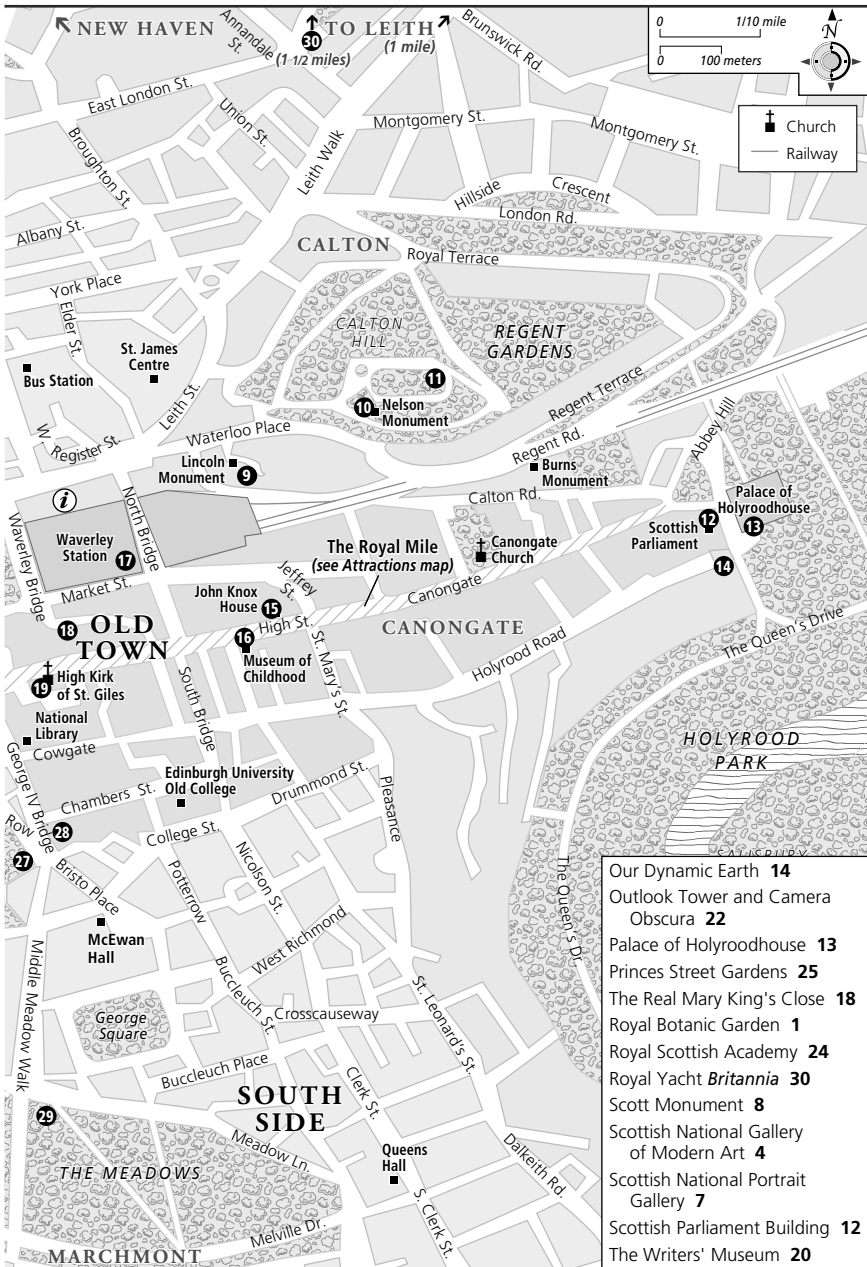 NEW HAVEN
Annandale
St.
30
TO LEITH
(1 1/2 miles)
(1 mile)
Brunswick Rd.
0 1/10 mile
0 100 meters
N
Church
Railway
East London St.
Union St.
Broughton St.
Leith Walk
Montgomery St.
Montgomery St.
Hillside
Crescent
London Rd.
Albany St.
CALTON
Royal Terrace
York Place
Elder St.
CALTON
HILL
REGENT
GARDENS
St. James
Centre
Bus Station
11
10
Nelson
Monument
Leith St.
Regent Terrace
Abbey Hill
W.
Register St.
Waterloo Place
Regent Rd.
Lincoln
Monument
9
Burns
Monument
Calton Rd.
i
North Bridge
Waverley Bridge
Waverley
Station
17
Palace of
Holyroodhouse
13
12
Scottish
Parliament
14
The Royal Mile
(see Attractions map)
Canongate
Church
Market St.
Jeffrey
St.
John Knox
House
15
Canongate
18
OLD
TOWN
16
High St.
Museum of
Childhood
CANONGATE
St. Mary's St.
Holyrood Road
The Queen's Drive
19
High Kirk
of St. Giles
South Bridge
National
Library
Cowgate
HOLYROOD
PARK
George IV Bridge
Chambers St.
Edinburgh University
Old College
Drummond St.
Pleasance
Row
28
College St.
27
Bristo Place
Potterrow
Nicolson St.
The Queen's Dr.
SALISBURY
McEwan
Hall
West Richmond
Middle Meadow Walk
Buccleuch St.
St. Leonard's St.
George
Square
Crosscauseway
Buccleuch Place
Clerk St.
SOUTH
SIDE
29
Meadow Ln.
Queens
Hall
Dalkeith Rd.
THE MEADOWS
S. Clerk St.
Melville Dr.
MARCHMONT
Our Dynamic Earth 14
Outlook Tower and Camera
Obscura 22
Palace of Holyroodhouse 13
Princes Street Gardens 25
The Real Mary King's Close 18
Royal Botanic Garden 1
Royal Scottish Academy 24
Royal Yacht Britannia 30
Scott Monument 8
Scottish National Gallery
of Modern Art 4
Scottish National Portrait
Gallery 7
Scottish Parliament Building 12
The Writers' Museum 20